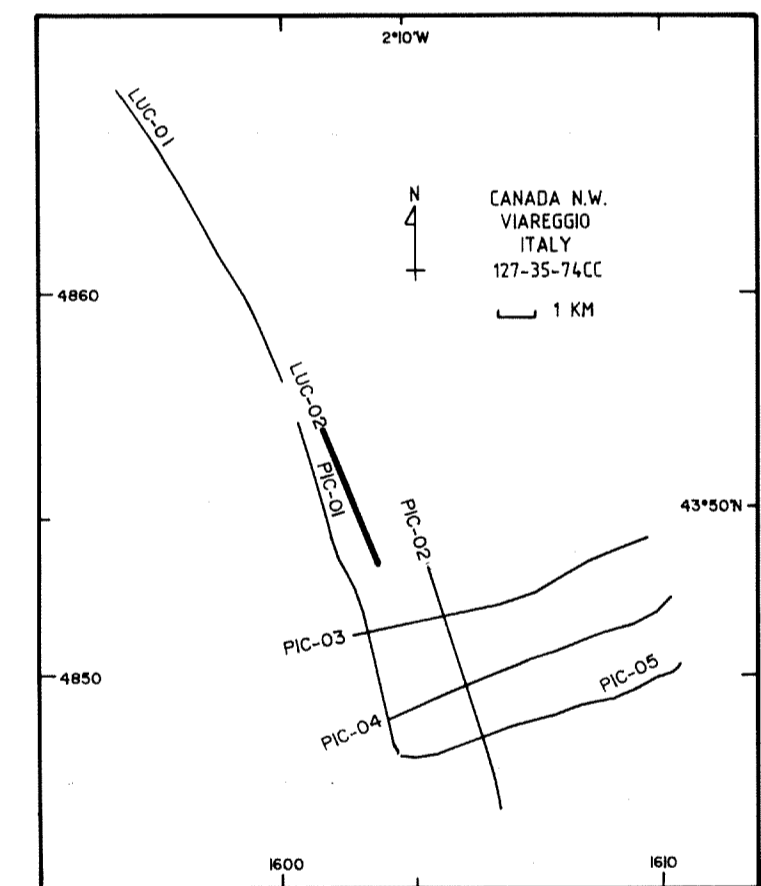 2°10'W
LUC-01
N
CANADA N.W.
VIAREGGIO
ITALY
127-35-74CC
1 KM
4860
LUC-02
PIC-01
PIC-02
43°50'N
PIC-03
4850
PIC-05
PIC-04
1600
1610